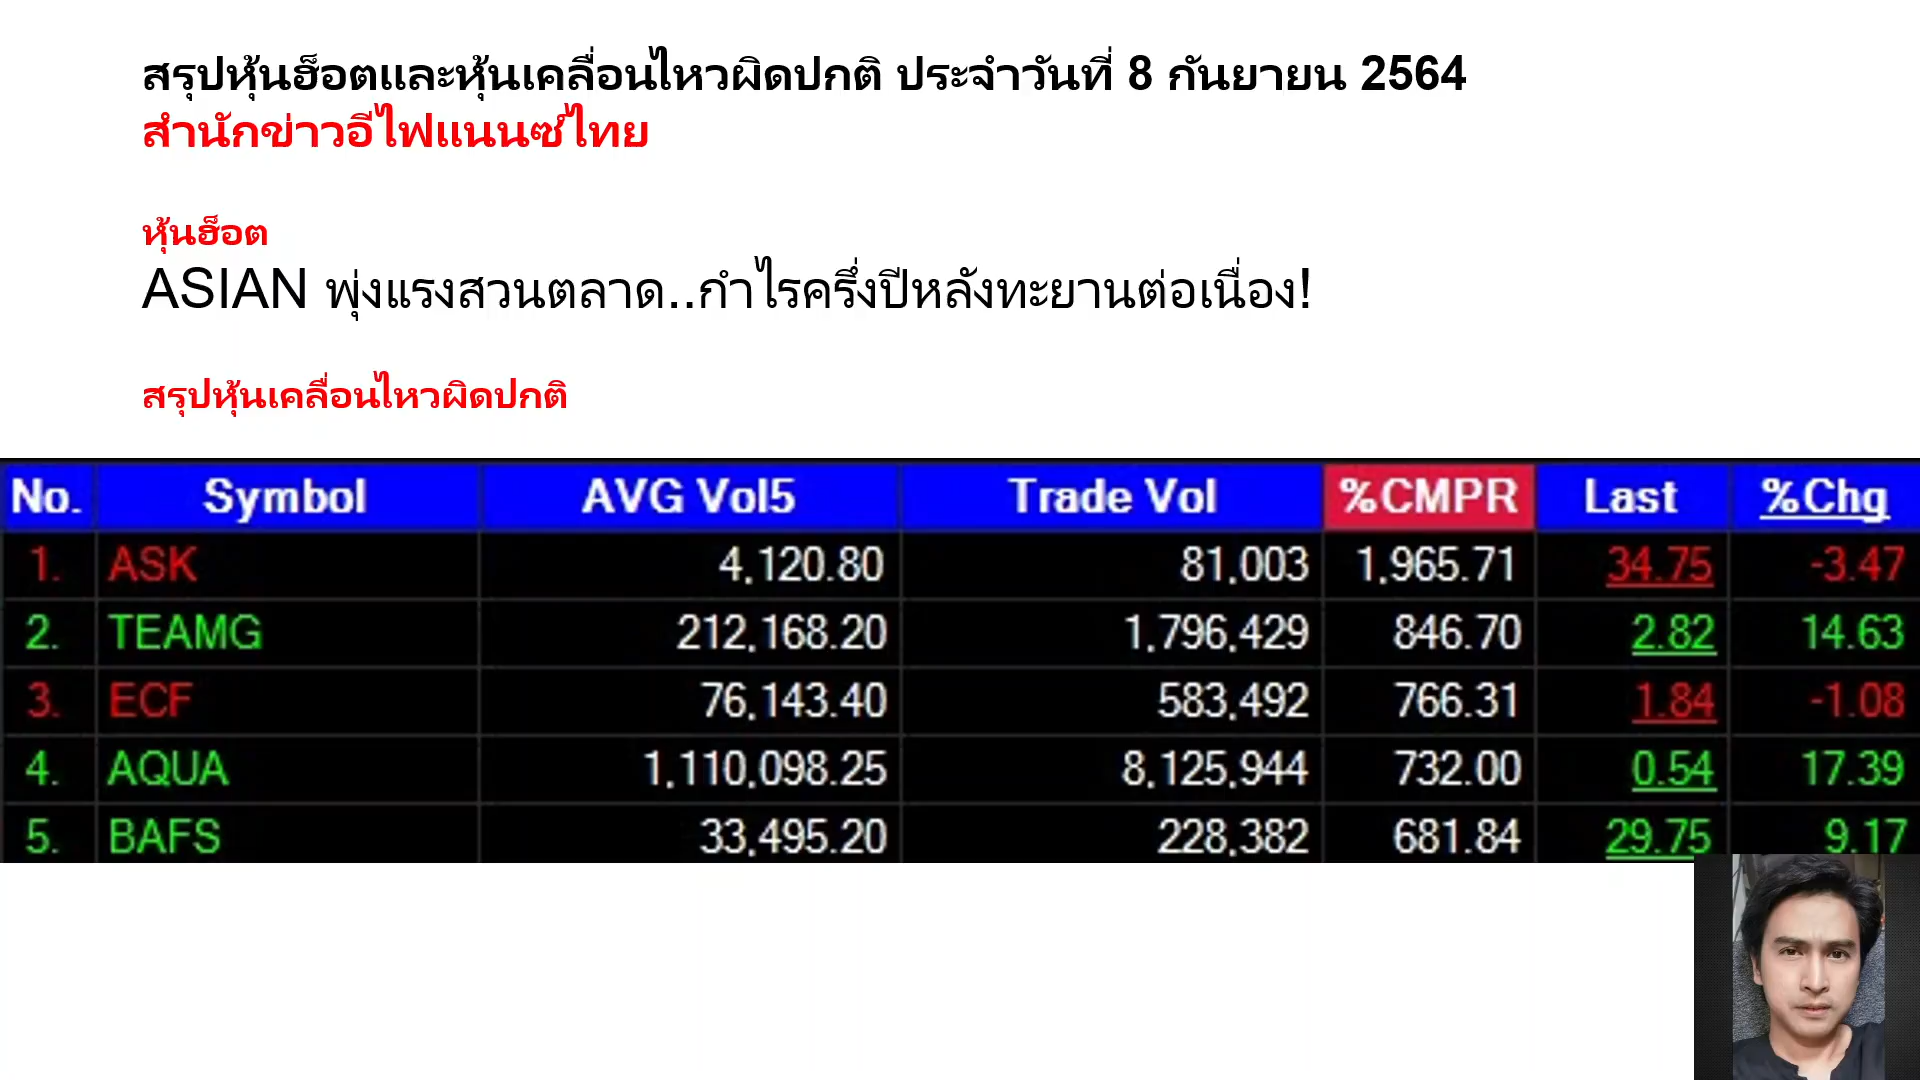 สรุปหุ้นฮ็อตและหุ้นเคลื่อนไหวผิดปกติ ประจำวันที่ 8 กันยายน 2564
สำนักข่าวอีไฟแนนซ์ไทย
หุ้นฮ็อต
ASIAN พุ่งแรงสวนตลาด..กำไรครึ่งปีหลังทะยานต่อเนื่อง!
สรุปหุ้นเคลื่อนไหวผิดปกติ
No. Symbol AVG Vol5 Trade Vol %CMPR Last %Chg
1. ASK 4,120.80 81,003 1,965.71 34.75 -3.47
2. TEAMG 212,168.20 1,796,429 846.70 2.82 14.63
3. ECF 76,143.40 583,492 766.31 1.84 -1.08
4. AQUA 1,110,098.25 8,125,944 732.00 0.54 17.39
5. BAFS 33,495.20 228,382 681.84 29.75 9.17